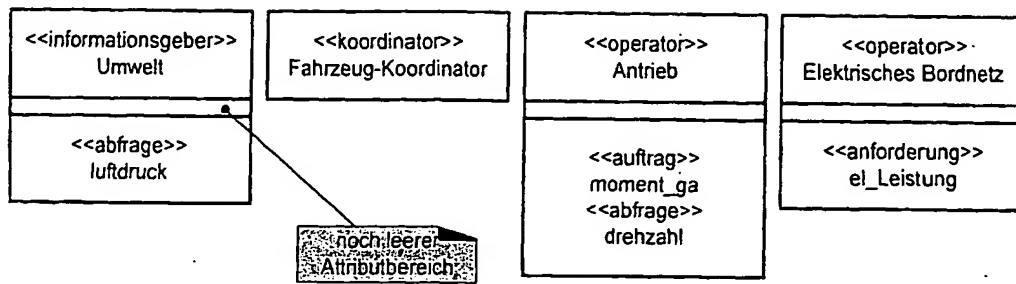 <<informationsgeber>>
Umwelt
<<abfrage>>
luftdruck
<<koordinator>>
Fahrzeug-Koordinator
<<operator>>
Antrieb
<<auftrag>>
moment_ga
<<abfrage>>
drehzahl
<<operator>>
Elektrisches Bordnetz
<<anforderung>>
el_Leistung
noch leerer
Attributbereich